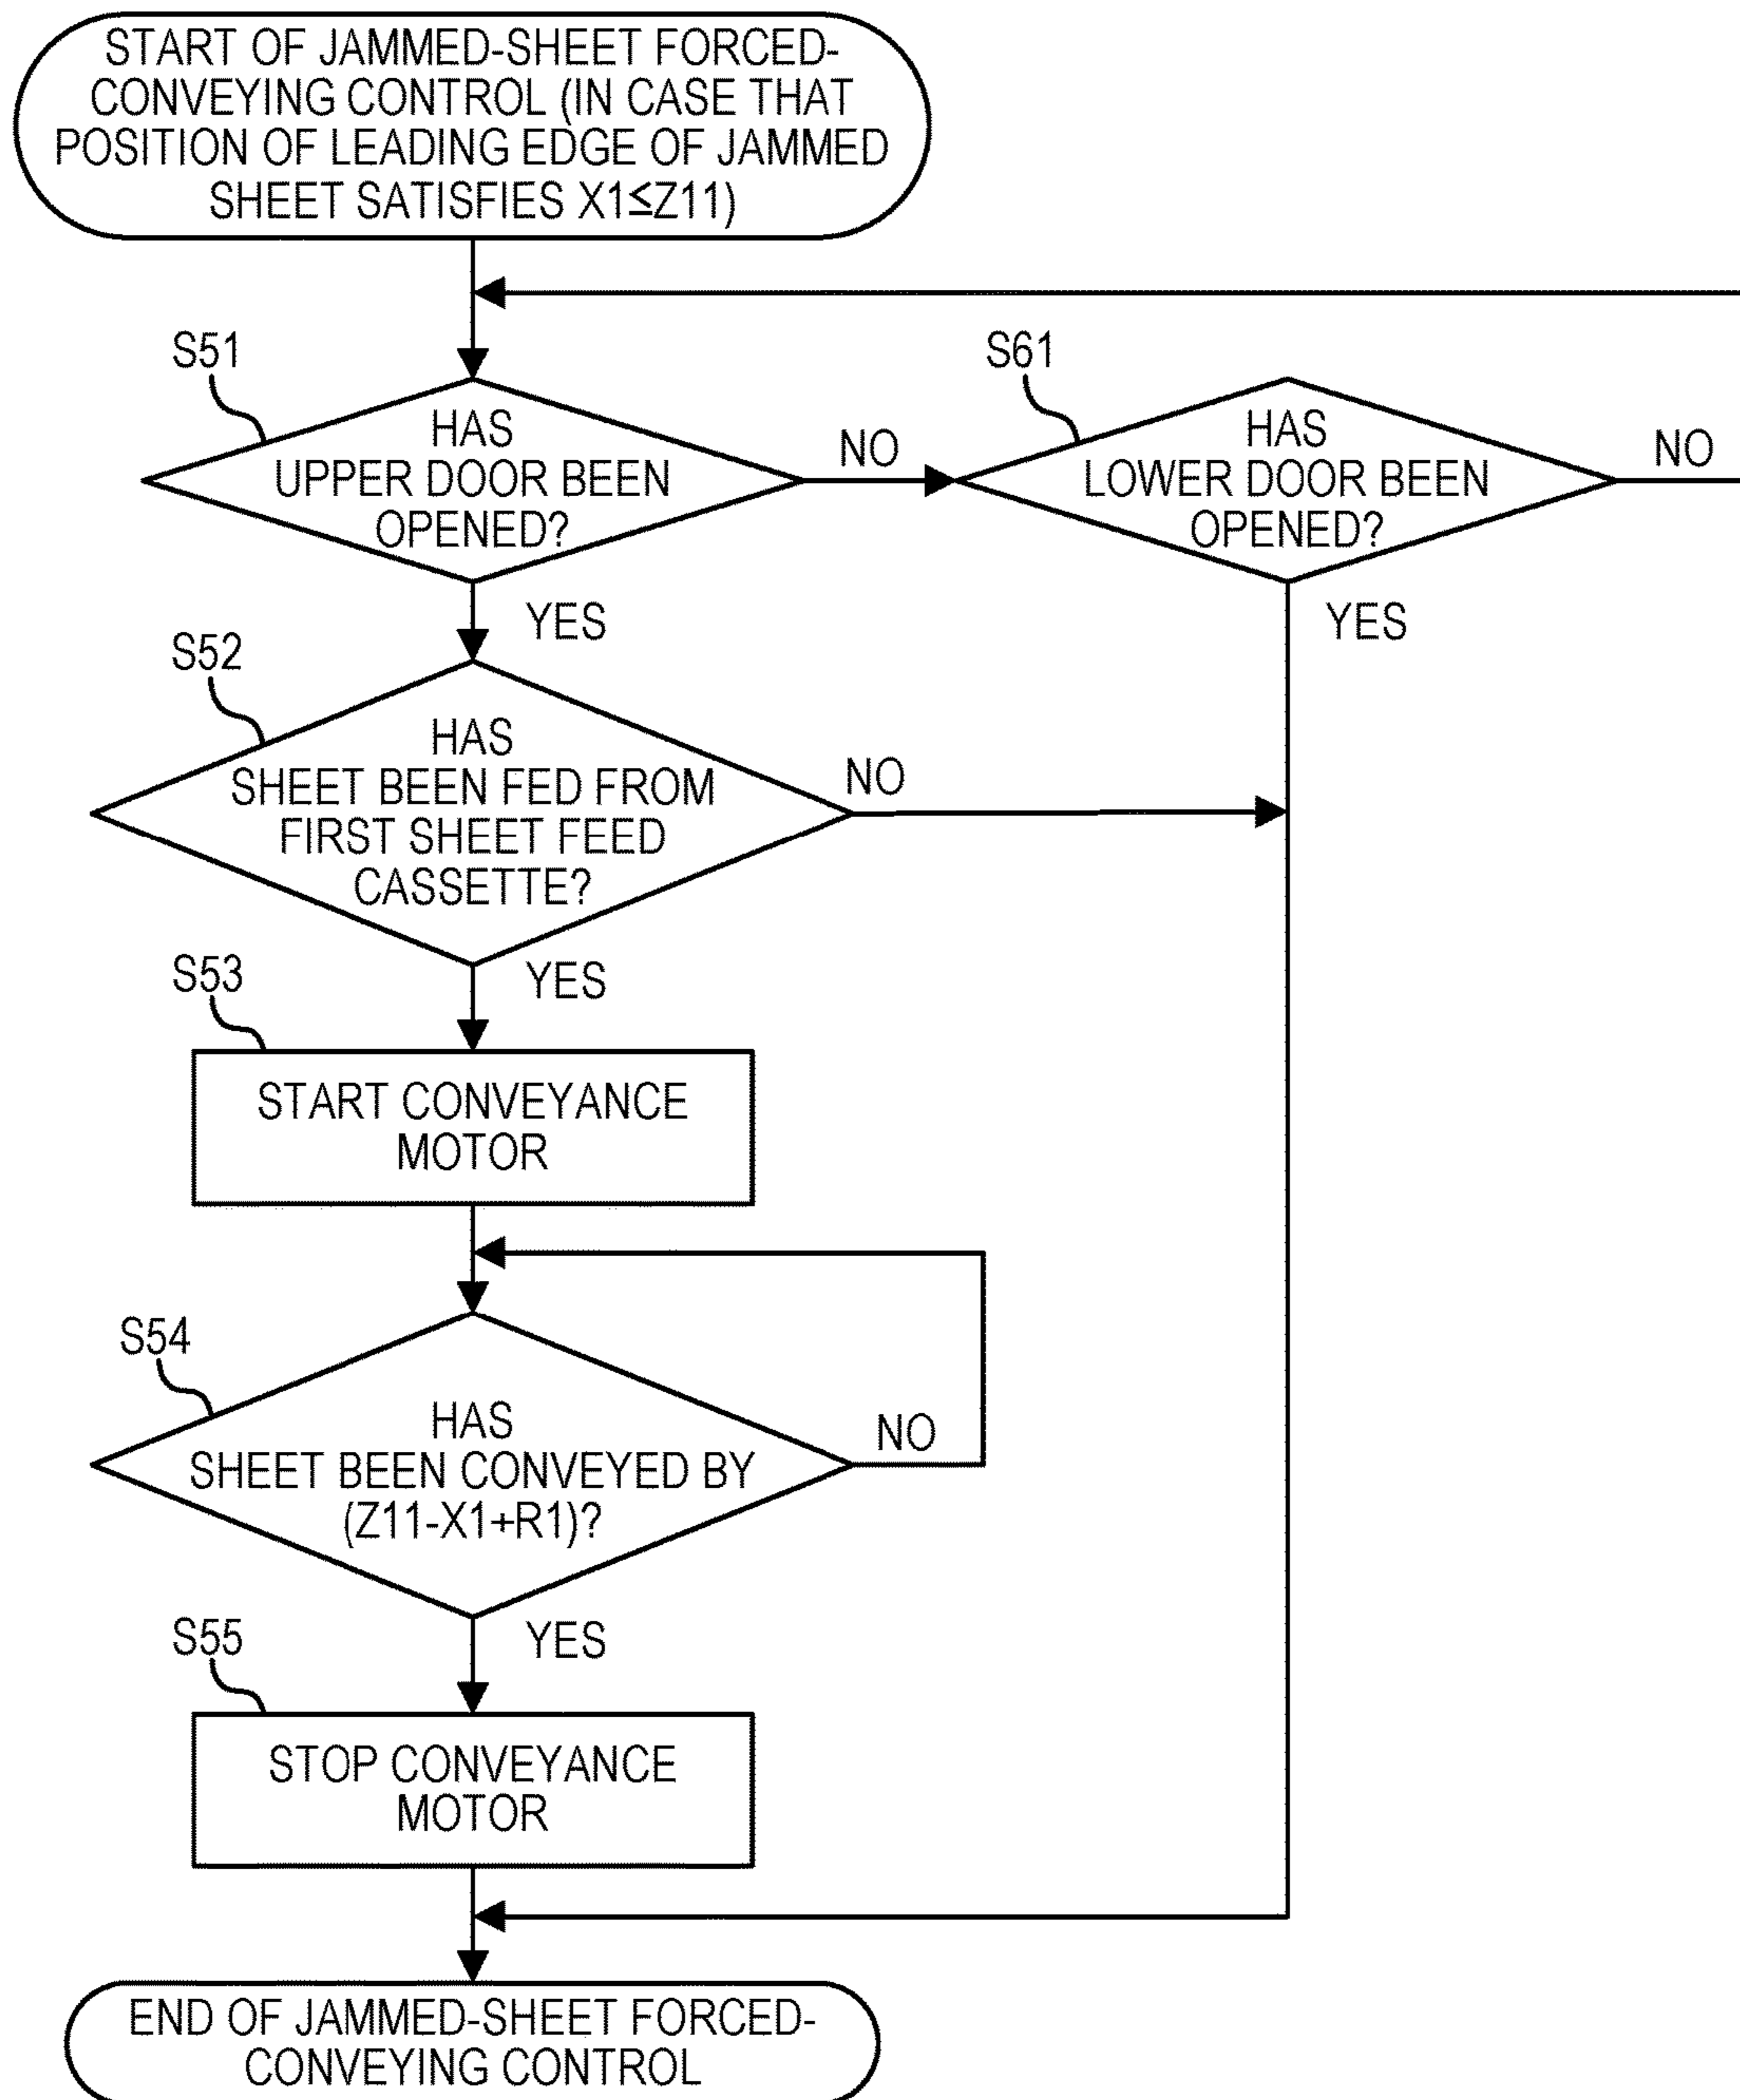 START OF JAMMED-SHEET FORCED-
CONVEYING CONTROL (IN CASE THAT
POSITION OF LEADING EDGE OF JAMMED
SHEET SATISFIES X1≤Z11)
S51
HAS
UPPER DOOR BEEN
OPENED?
NO
YES
S61
HAS
LOWER DOOR BEEN
OPENED?
NO
YES
S52
HAS
SHEET BEEN FED FROM
FIRST SHEET FEED
CASSETTE?
NO
YES
S53
START CONVEYANCE
MOTOR
S54
HAS
SHEET BEEN CONVEYED BY
(Z11-X1+R1)?
NO
YES
S55
STOP CONVEYANCE
MOTOR
END OF JAMMED-SHEET FORCED-
CONVEYING CONTROL